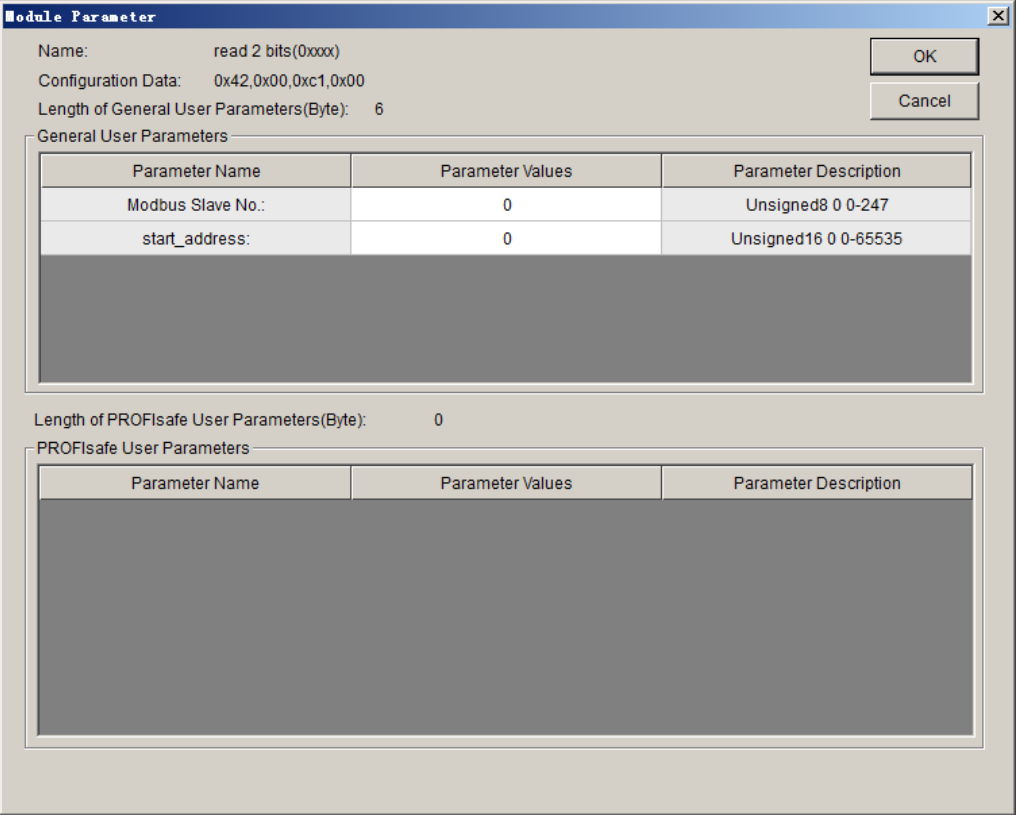 Module Parameter
Name: read 2 bits(0xxxx)
OK
Configuration Data: 0x42,0x00,0xc1,0x00
Cancel
Length of General User Parameters(Byte): 6
General User Parameters
Parameter Name Parameter Values Parameter Description
Modbus Slave No.: 0 Unsigned8 0 0-247
start_address: 0 Unsigned16 0 0-65535
Length of PROFIsafe User Parameters(Byte): 0
PROFIsafe User Parameters
Parameter Name Parameter Values Parameter Description